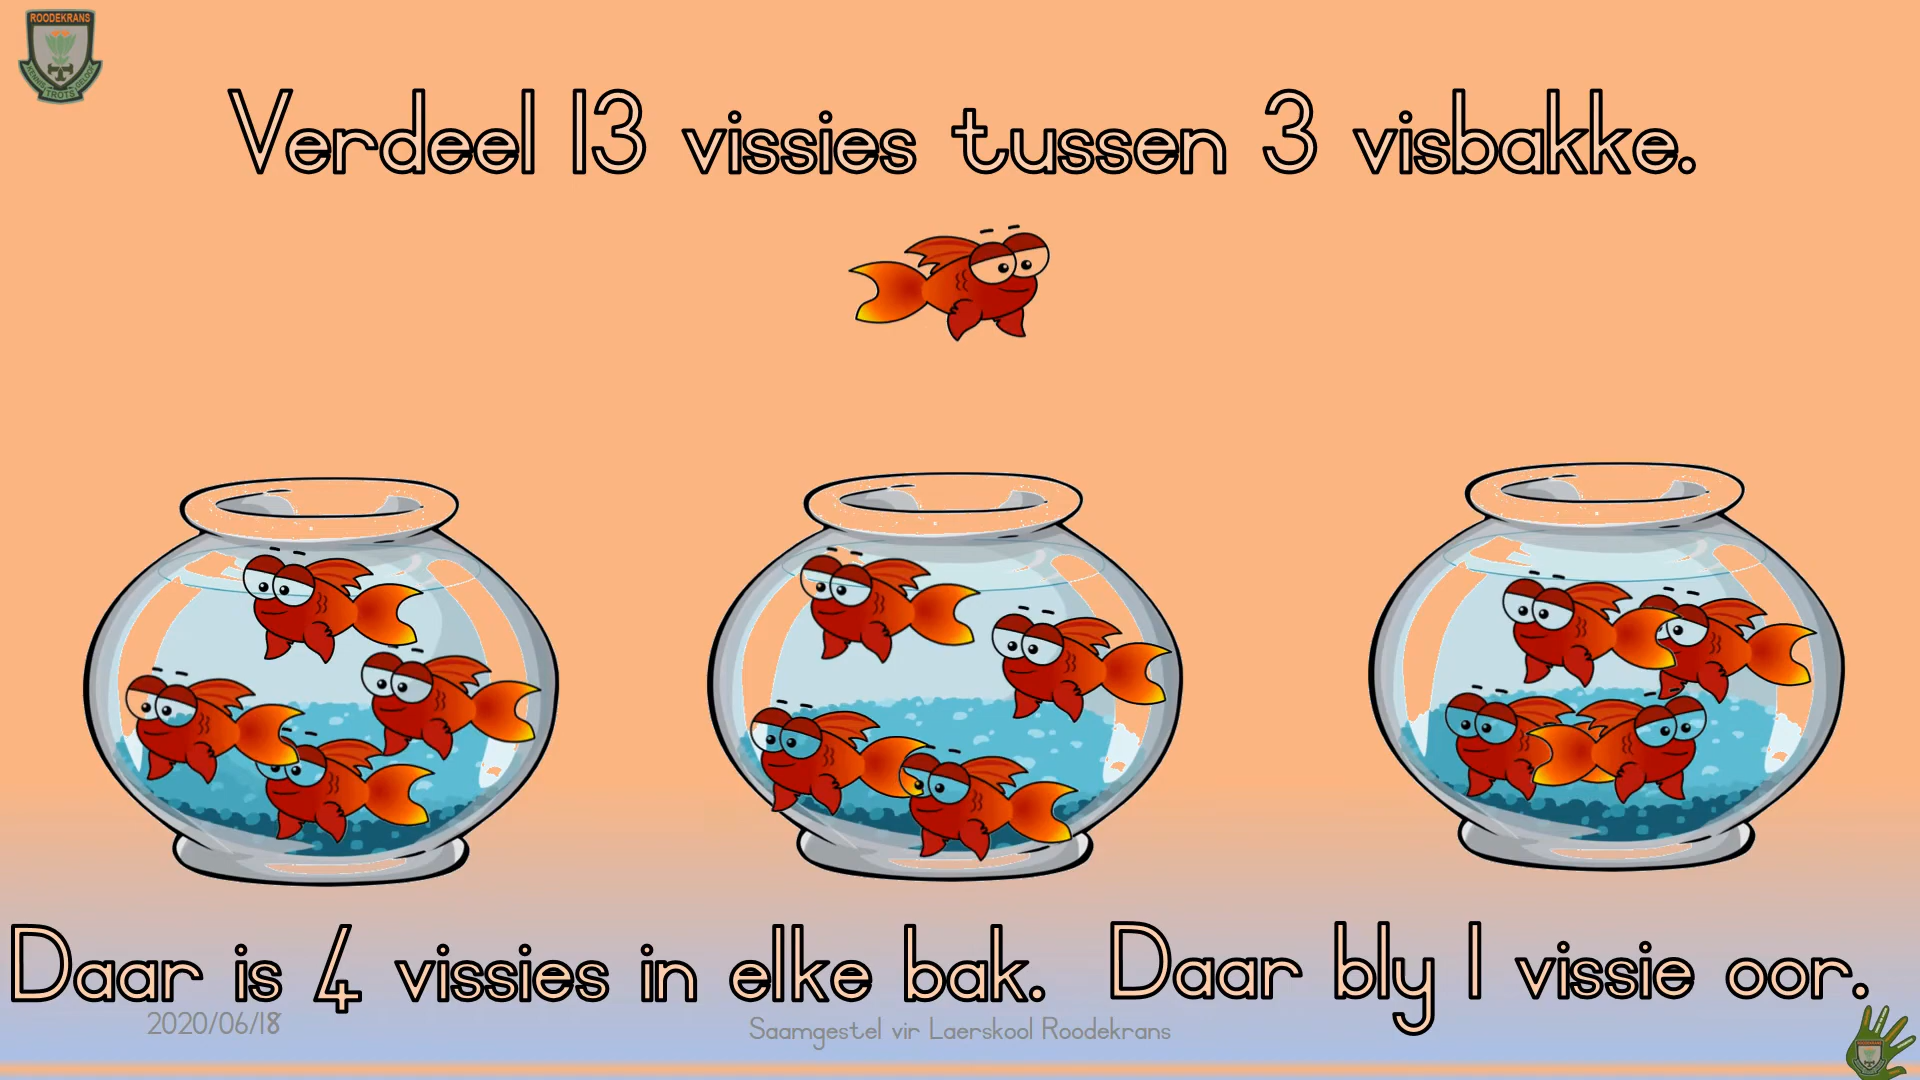 ROODEKRANS
TROTS
Verdeel 13 vissies tussen 3 visbakke.
Daar is 4 vissies in elke bak. Daar bly 1 vissie oor.
2020/06/18
Saamgestel vir Laerskool Roodekrans